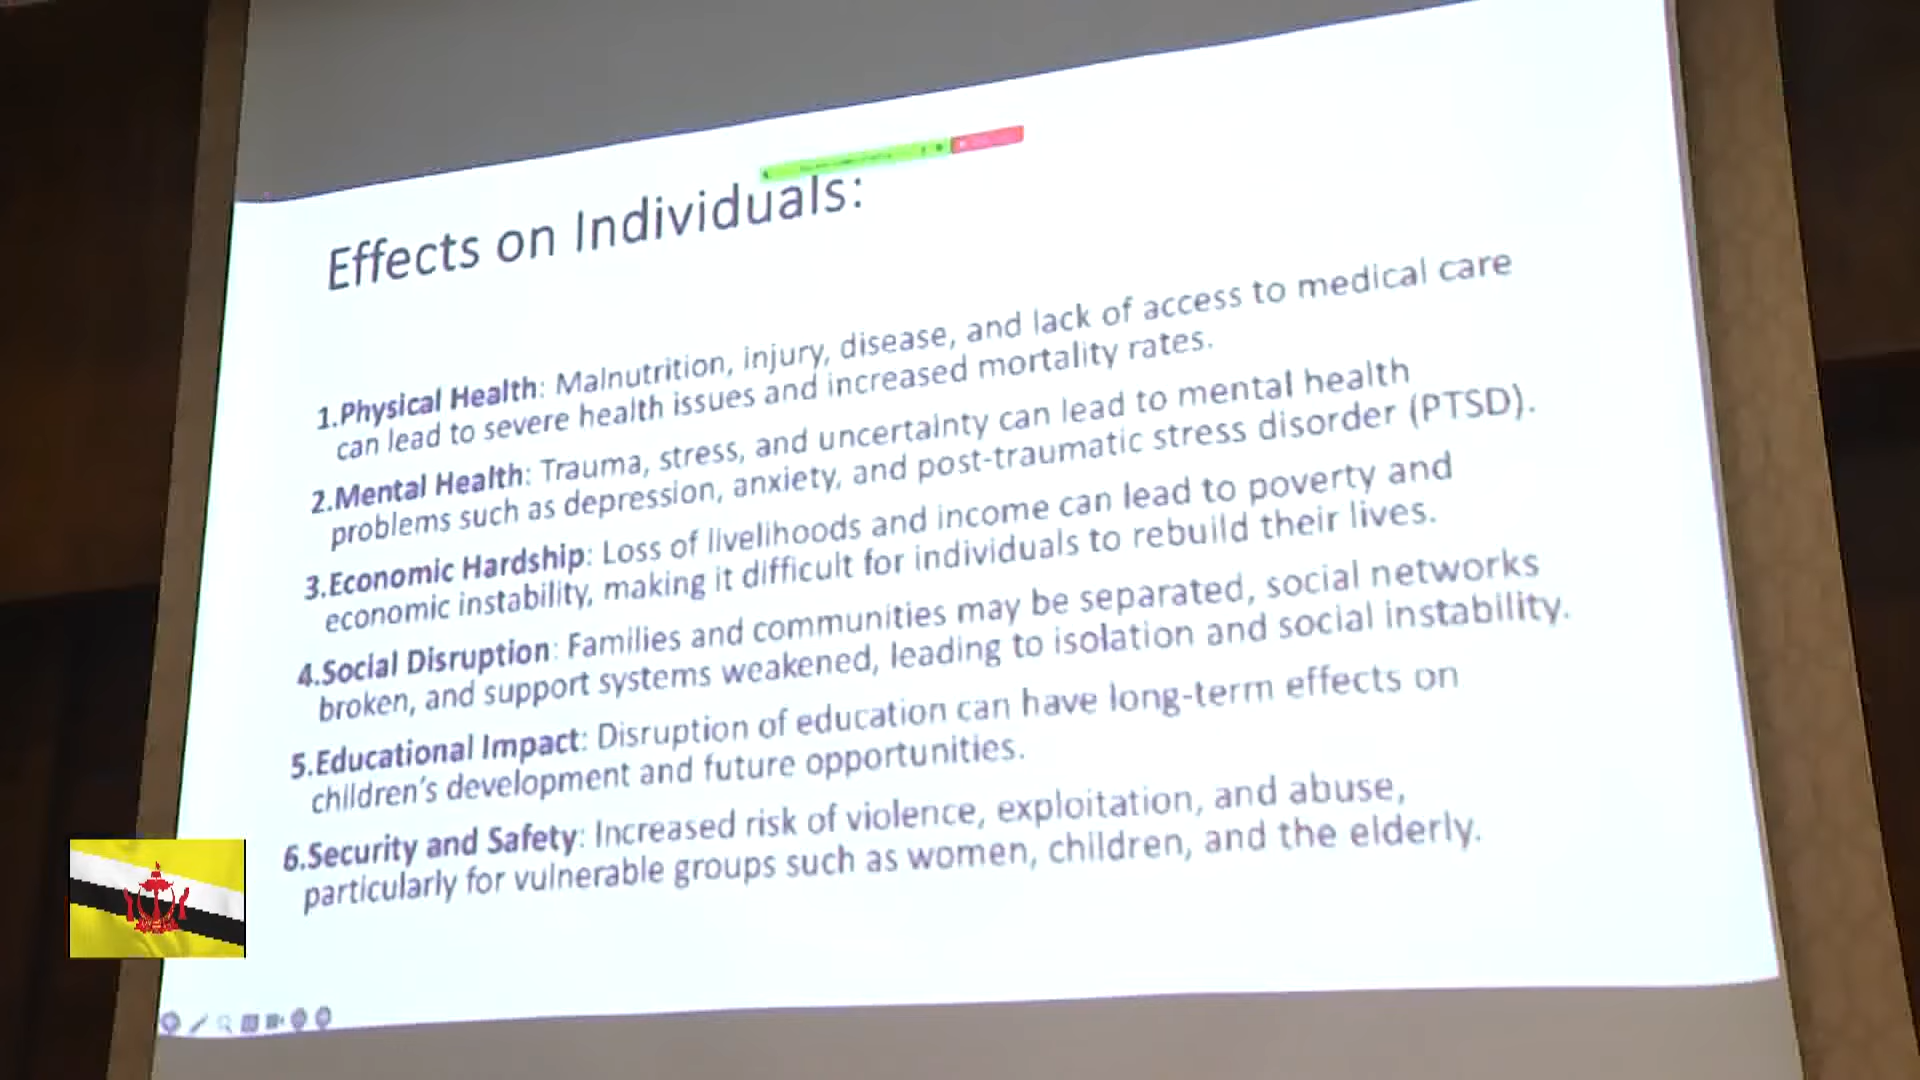 Effects on Individuals:
1.Physical Health: Malnutrition, injury, disease, and lack of access to medical care
can lead to severe health issues and increased mortality rates.
2.Mental Health: Trauma, stress, and uncertainty can lead to mental health
problems such as depression, anxiety, and post-traumatic stress disorder (PTSD).
3.Economic Hardship: Loss of livelihoods and income can lead to poverty and
economic instability, making it difficult for individuals to rebuild their lives.
4.Social Disruption: Families and communities may be separated, social networks
broken, and support systems weakened, leading to isolation and social instability.
5.Educational Impact: Disruption of education can have long-term effects on
children's development and future opportunities.
6.Security and Safety: Increased risk of violence, exploitation, and abuse,
particularly for vulnerable groups such as women, children, and the elderly.